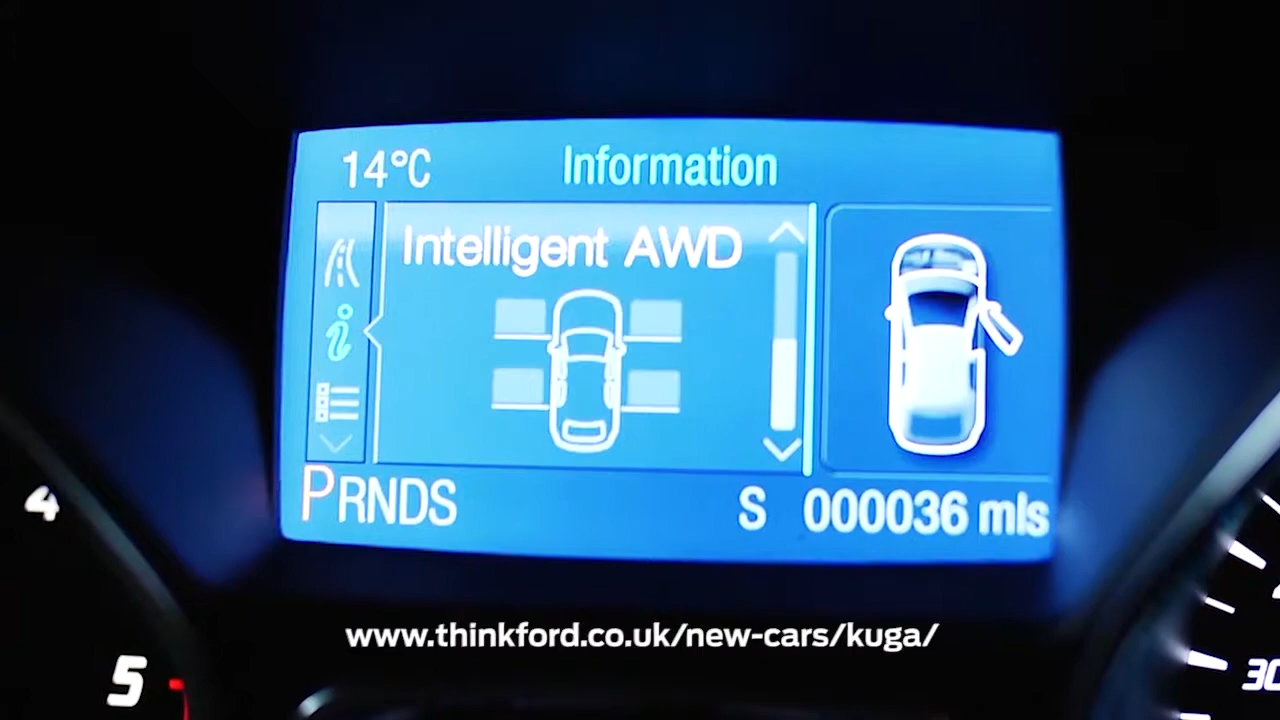 14°C
Information
Intelligent AWD
PRNDS
S 000036 mls
4
5
30
www.thinkford.co.uk/new-cars/kuga/